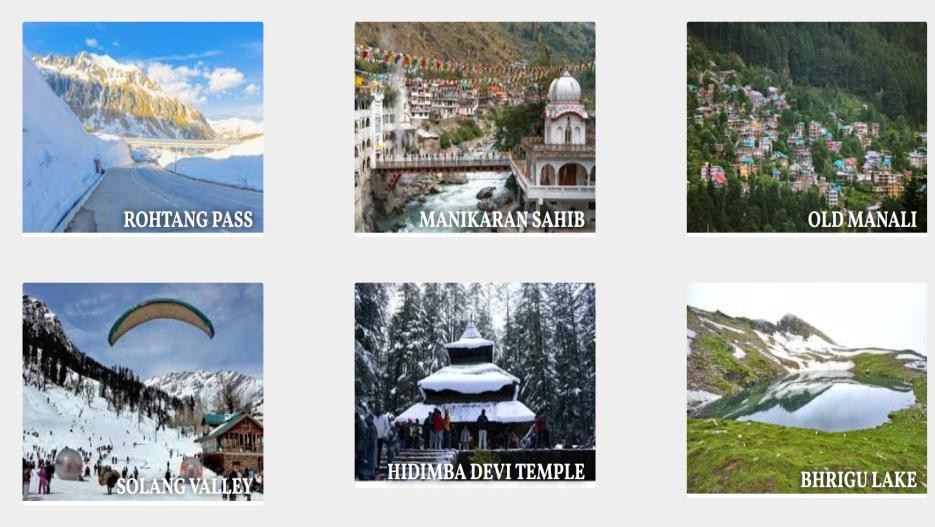 ROHTANG PASS
MANIKARAN SAHIB
OLD MANALI
SOLANG VALLEY
HIDIMBA DEVI TEMPLE
BHRIGU LAKE